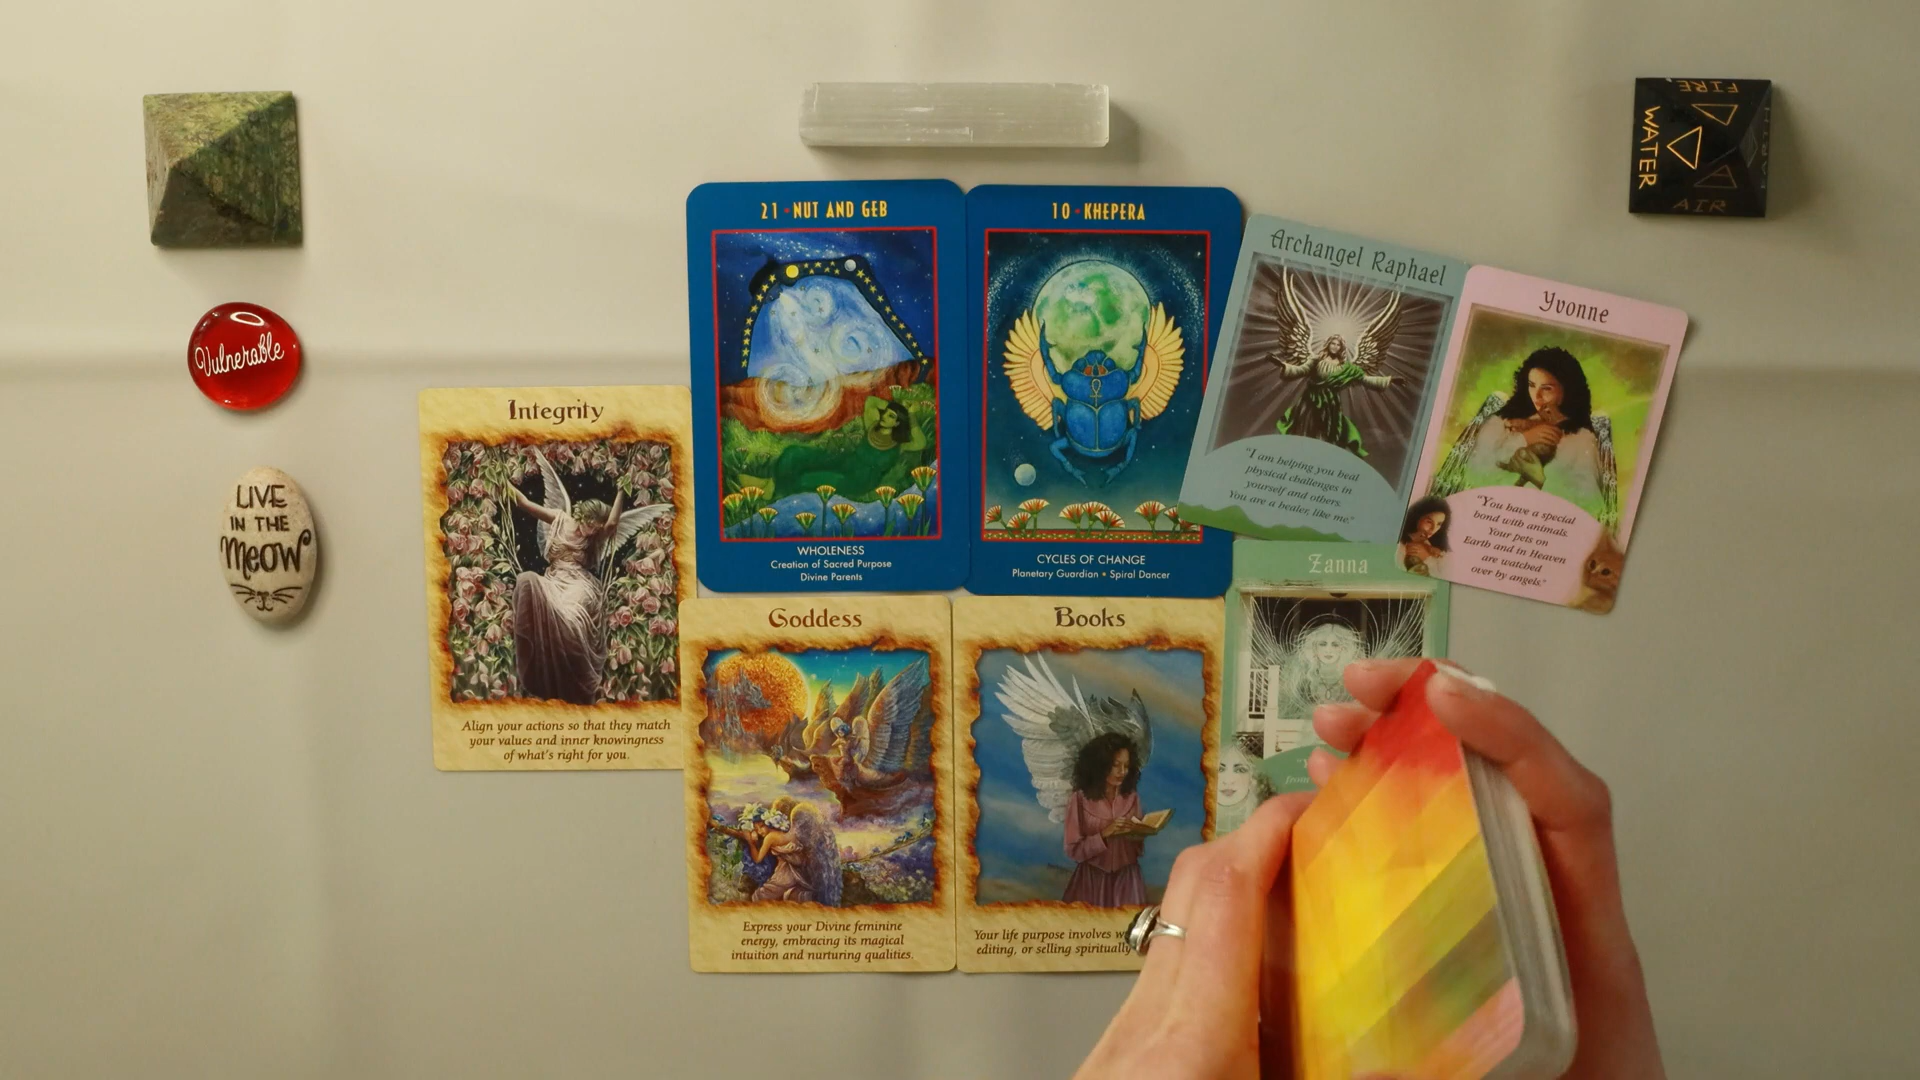 FIRE
WATER
EARTH
AIR
Vulnerable
LIVE
IN THE
MEOW
21 • NUT AND GEB
WHOLENESS
Creation of Sacred Purpose
Divine Parents
10 • KHEPERA
CYCLES OF CHANGE
Planetary Guardian • Spiral Dancer
Archangel Raphael
"I am helping you heal
physical challenges in
yourself and others.
You are a healer, like me."
Yvonne
"You have a special
bond with animals.
Your pets on
Earth and in Heaven
are watched
over by angels."
Integrity
Align your actions so that they match
your values and inner knowingness
of what's right for you.
Goddess
Express your Divine feminine
energy, embracing its magical
intuition and nurturing qualities.
Books
Your life purpose involves
editing, or selling spiritually
Zanna